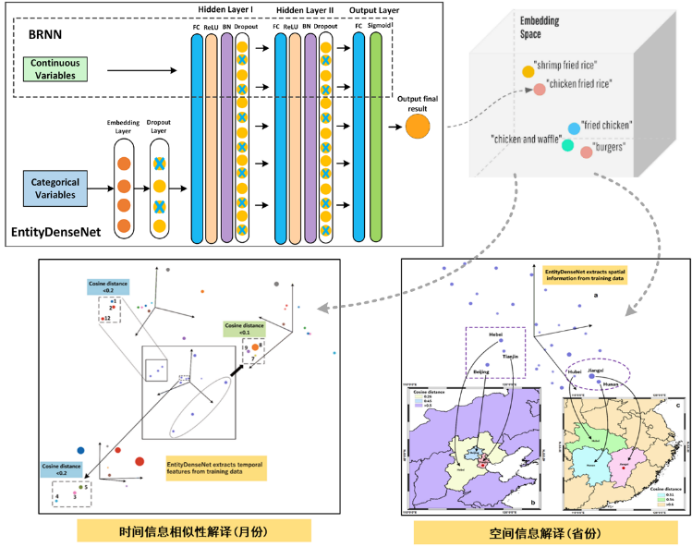 BRNN
Continuous
Variables
Hidden Layer I
Hidden Layer II
Output Layer
FC ReLU BN Dropout
FC ReLU BN Dropout
FC Sigmoid
Output final
result
Embedding
Layer
Dropout
Layer
Categorical
Variables
EntityDenseNet
Embedding
Space
"shrimp fried rice"
"chicken fried rice"
"fried chicken"
"chicken and waffle"
"burgers"
Cosine distance
<0.2
1
2
12
Cosine distance
<0.1
9
8
7
Cosine distance
<0.2
5
4
3
EntityDenseNet extracts temporal
features from training data
时间信息相似性解译(月份)
EntityDenseNet extracts spatial
information from training data
a
Hebei
Tianjin
Beijing
Hubei
Jiangxi
Hunan
Cosine distance
b
c
Cosine distance
空间信息解译(省份)